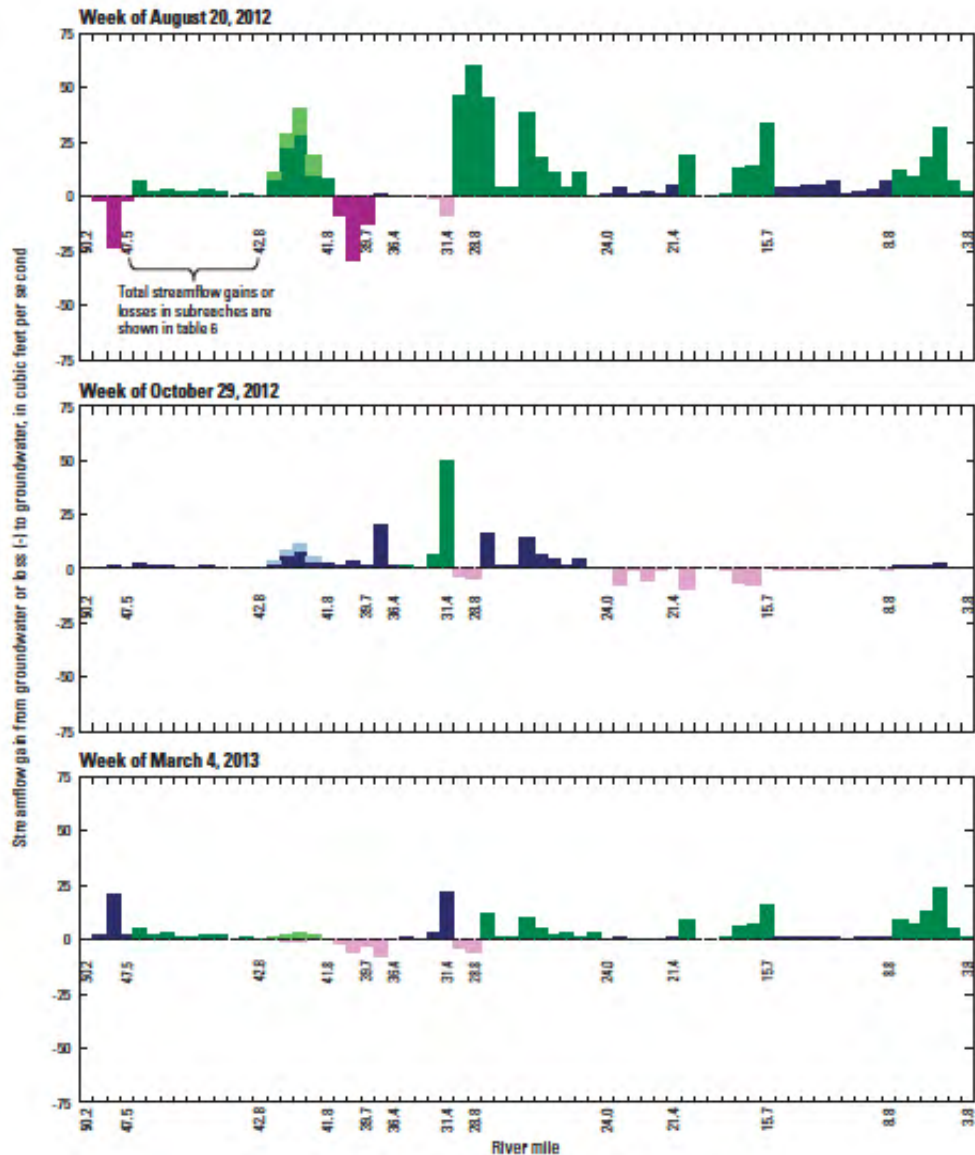 Week of August 20, 2012
75
50
25
0
-25
-50
-75
90.2 47.5 42.8 41.8 39.7 36.4 31.4 28.8 24.0 21.4 15.7 8.8 3.8
Total streamflow gains or
losses in subreaches are
shown in table 6
Streamflow gain from groundwater or loss (-) to groundwater, in cubic feet per second
Week of October 29, 2012
75
50
25
0
-25
-50
-75
90.2 47.5 42.8 41.8 39.7 36.4 31.4 28.8 24.0 21.4 15.7 8.8 3.8
Week of March 4, 2013
75
50
25
0
-25
-50
-75
90.2 47.5 42.8 41.8 39.7 36.4 31.4 28.8 24.0 21.4 15.7 8.8 3.8
90.2 47.5 42.8 41.8 39.7 36.4 31.4 28.8 24.0 21.4 15.7 8.8 3.8
River mile